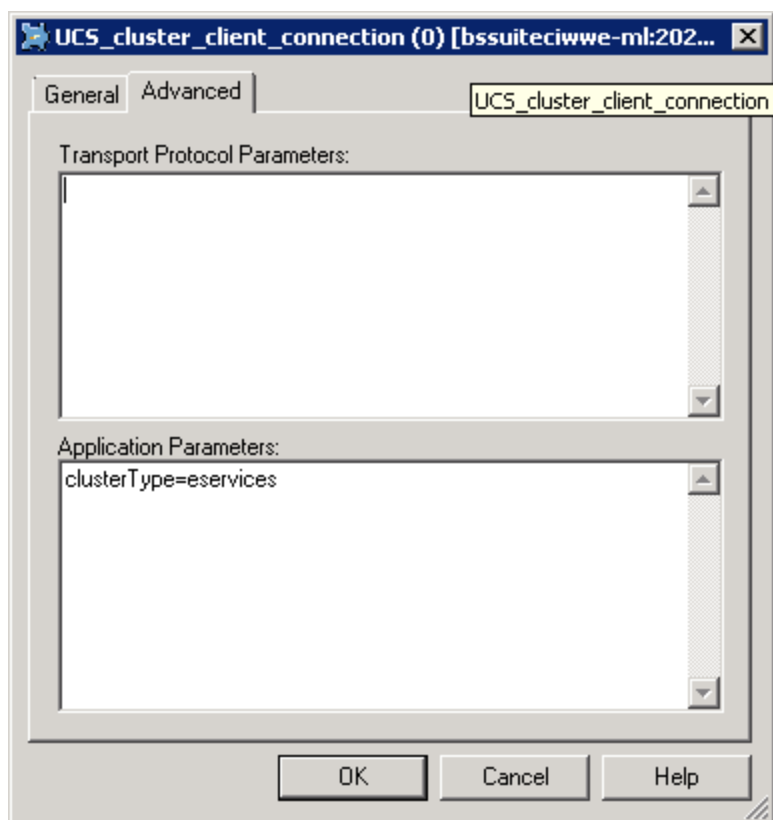 UCS_cluster_client_connection (0) [bssuiteciwwe-ml:202...
General
Advanced
UCS_cluster_client_connection
Transport Protocol Parameters:
Application Parameters:
clusterType=eservices
OK
Cancel
Help